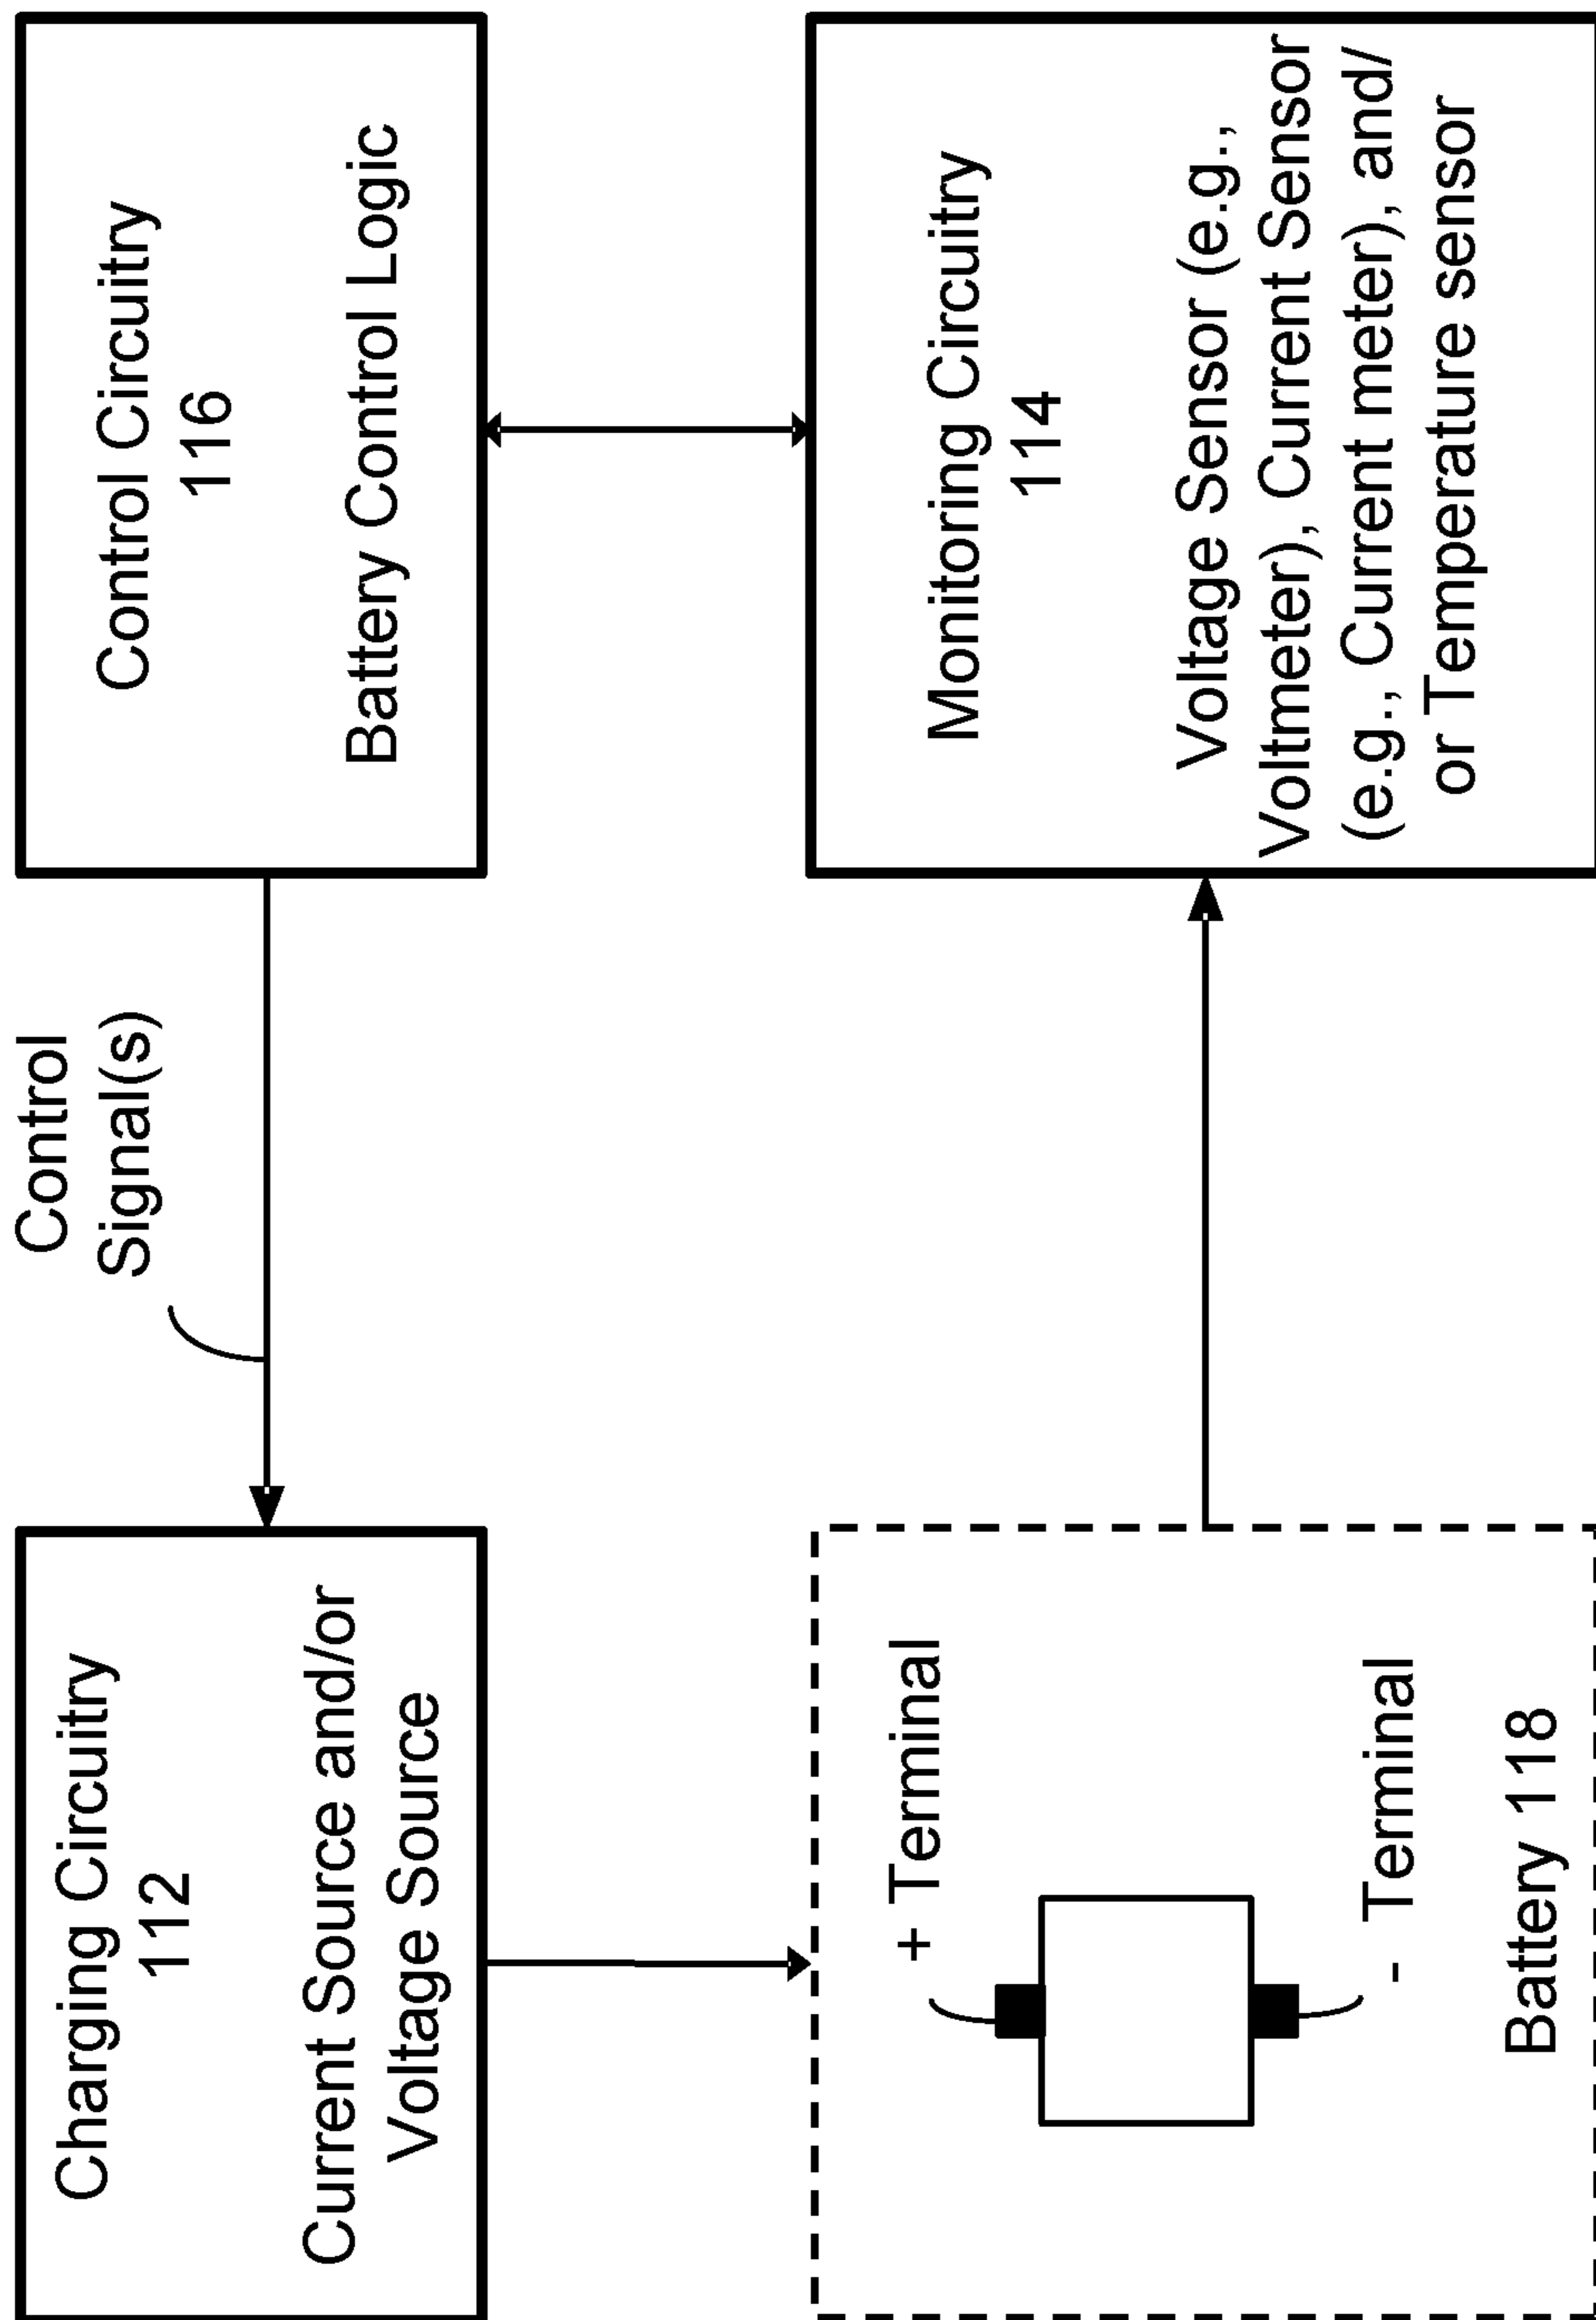 Charging Circuitry
112
Current Source and/or
Voltage Source
Control
Signal(s)
Control Circuitry
116
Battery Control Logic
+ Terminal
- Terminal
Battery 118
Monitoring Circuitry
114
Voltage Sensor (e.g.,
Voltmeter), Current Sensor
(e.g., Current meter), and/
or Temperature sensor